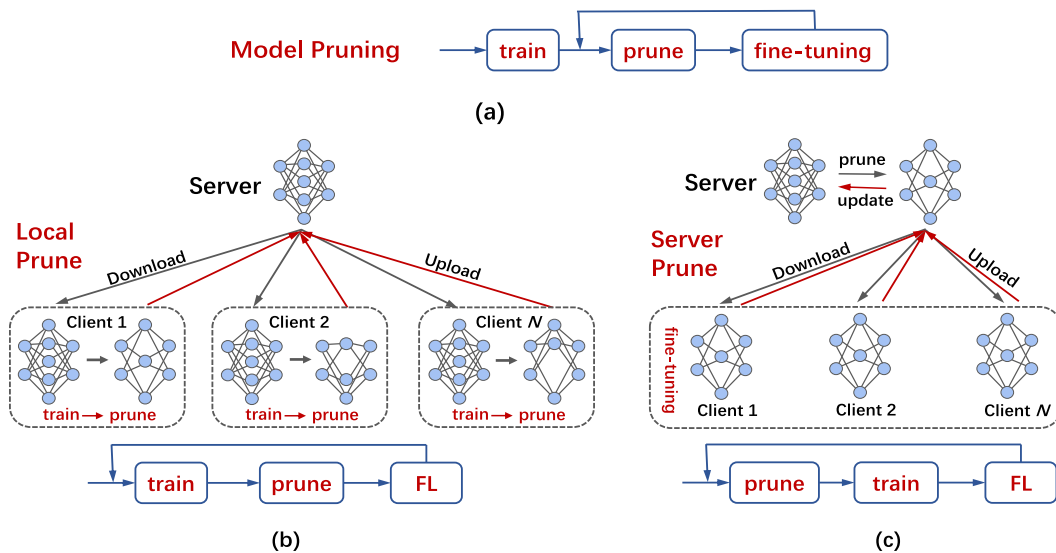 Model Pruning
train
prune
fine-tuning
(a)
Server
Local
Prune
Download
Upload
Client 1
Client 2
Client N
train prune
train prune
train prune
train
prune
FL
(b)
Server
prune
update
Server
Prune
Download
Upload
fine-tuning
Client 1
Client 2
Client N
prune
train
FL
(c)